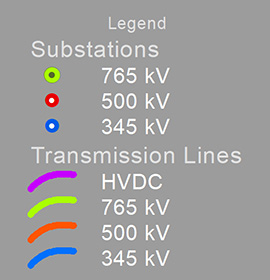 Legend
Substations
765 kV
500 kV
345 kV
Transmission Lines
HVDC
765 kV
500 kV
345 kV